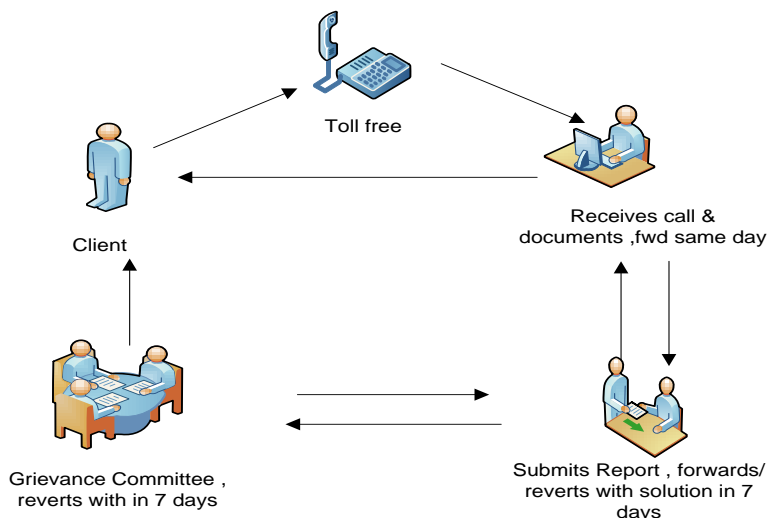 Toll free
Client
Receives call &
documents ,fwd same day
Grievance Committee ,
reverts with in 7 days
Submits Report , forwards/
reverts with solution in 7
days